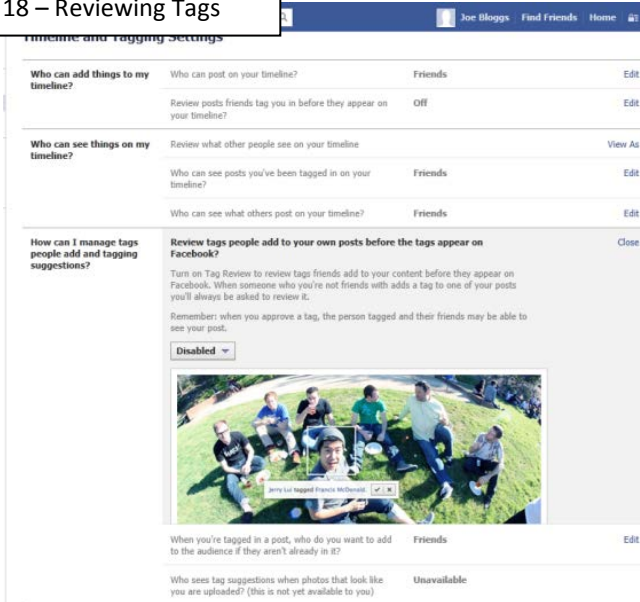 18 – Reviewing Tags
Joe Bloggs Find Friends Home
Timeline and Tagging Settings
Who can add things to my timeline?
Who can post on your timeline? Friends Edit
Review posts friends tag you in before they appear on
your timeline? Off Edit
Who can see things on my timeline?
Review what other people see on your timeline View As
Who can see posts you've been tagged in on your
timeline? Friends Edit
Who can see what others post on your timeline? Friends Edit
How can I manage tags
people add and tagging
suggestions?
Review tags people add to your own posts before the tags appear on
Facebook? Close
Turn on Tag Review to review tags friends add to your content before they appear on
Facebook. When someone who you're not friends with adds a tag to one of your posts
you'll always be asked to review it.
Remember: when you approve a tag, the person tagged and their friends may be able to
see your post.
Disabled
Jerry Lui tagged Francis McDonald.
When you're tagged in a post, who do you want to add
to the audience if they aren't already in it? Friends Edit
Who sees tag suggestions when photos that look like
you are uploaded? (this is not yet available to you) Unavailable